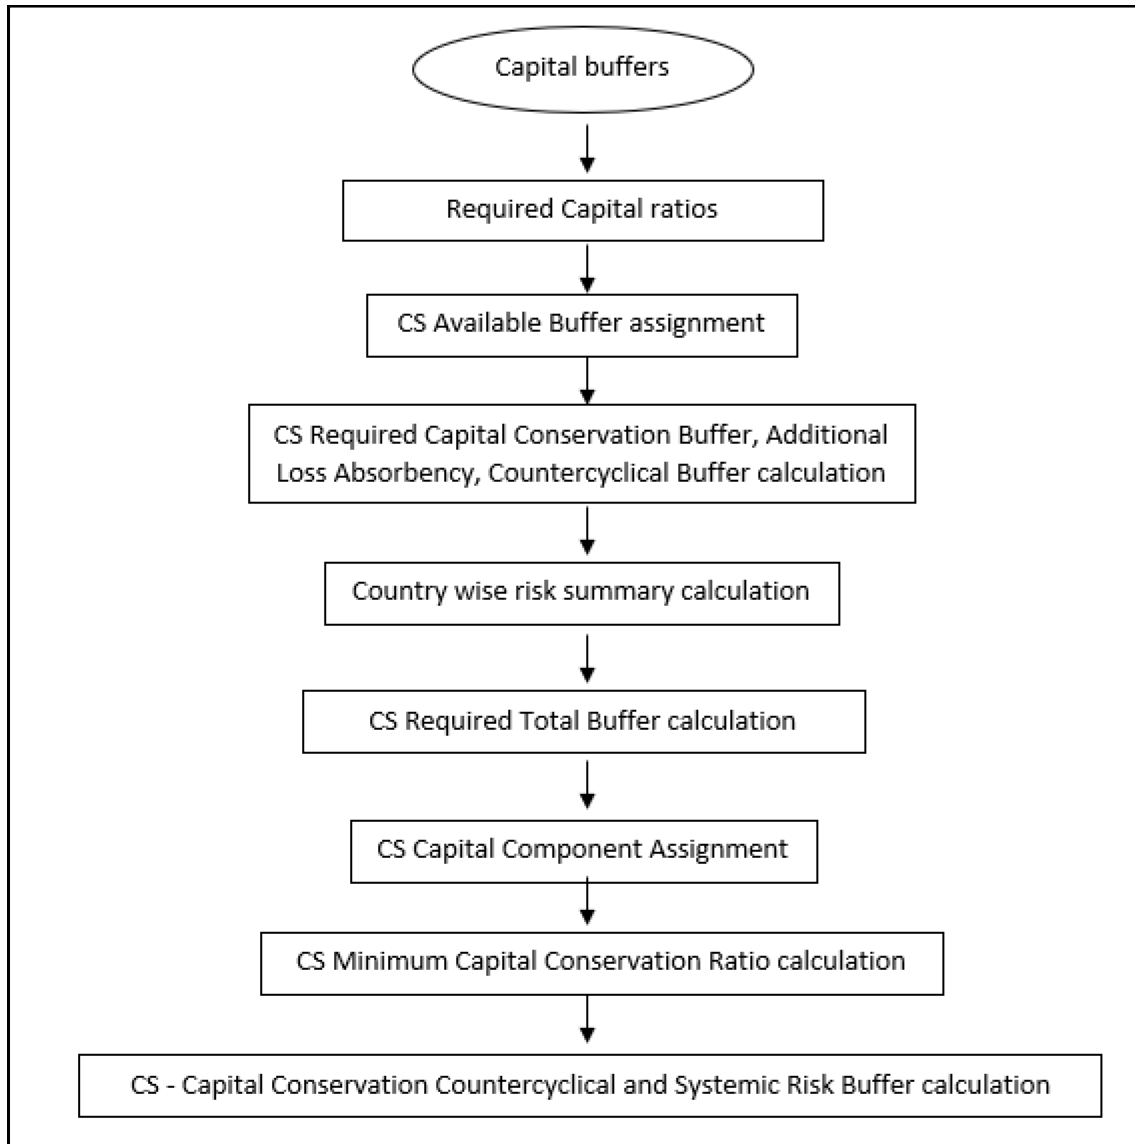 Capital buffers
Required Capital ratios
CS Available Buffer assignment
CS Required Capital Conservation Buffer, Additional
Loss Absorbency, Countercyclical Buffer calculation
Country wise risk summary calculation
CS Required Total Buffer calculation
CS Capital Component Assignment
CS Minimum Capital Conservation Ratio calculation
CS - Capital Conservation Countercyclical and Systemic Risk Buffer calculation